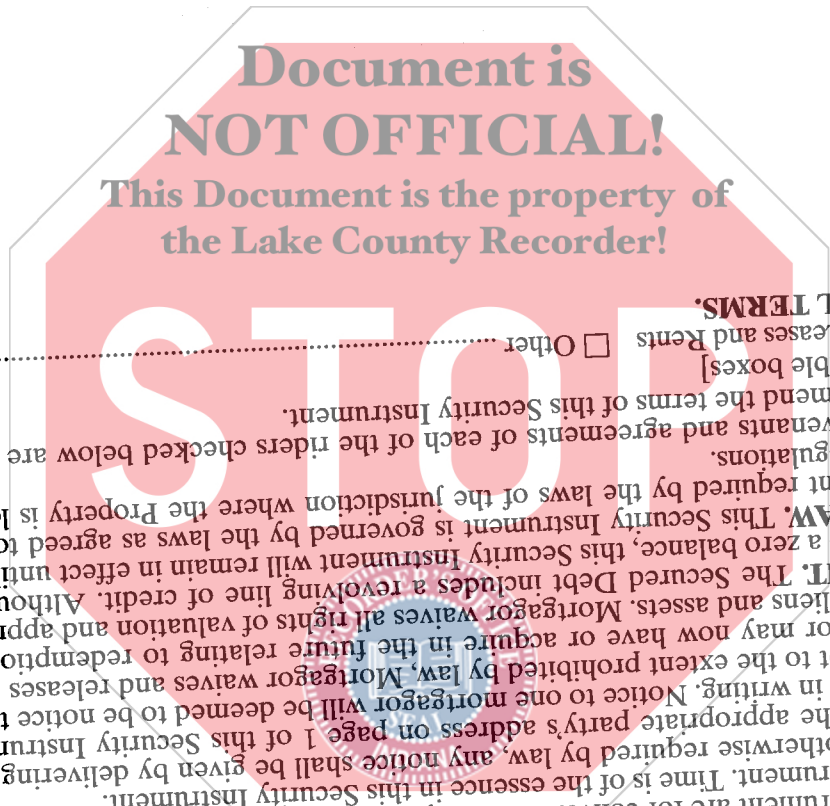 Document is
NOT OFFICIAL!
This Document is the property of
the Lake County Recorder!
STOP
trument. Time is of the essence in this Security Instrument.
otherwise required by law, any notice shall be given by delivering
he appropriate party's address on page 1 of this Security Instru
in writing. Notice to one mortgagor will be deemed to be notice t
t to the extent prohibited by law, Mortgagor waives and releases
or may now have or acquire in the future relating to redemptio
liens and assets. Mortgagor waives all rights of valuation and appr
T. The Secured Debt includes a revolving line of credit. Althou
a zero balance, this Security Instrument will remain in effect unti
AW. This Security Instrument is governed by the laws as agreed to
nt required by the laws of the jurisdiction where the Property is l
gulations.
venants and agreements of each of the riders checked below are
mend the terms of this Security Instrument.
ble boxes]
eases and Rents ☐ Other
L TERMS.
SEAL